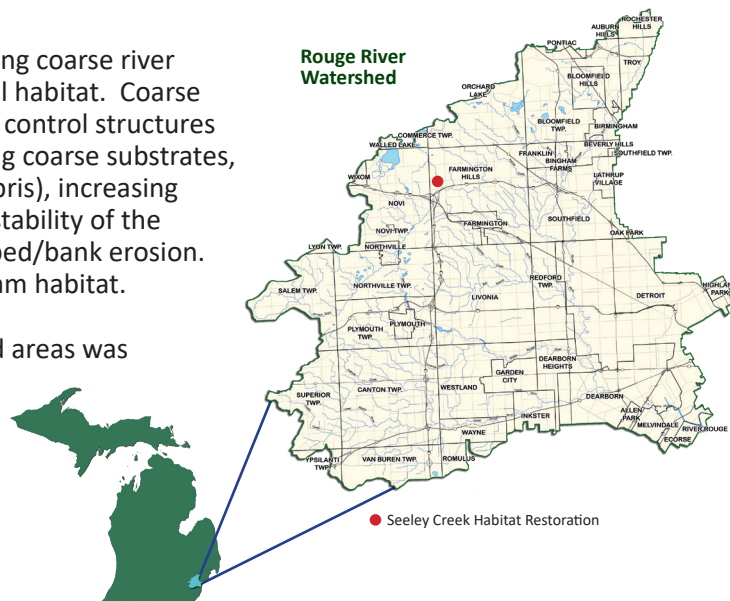 ng coarse river
l habitat. Coarse
control structures
g coarse substrates,
bris), increasing
stability of the
bed/bank erosion.
am habitat.
d areas was
Rouge River
Watershed
ROCHESTER
HILLS
AUBURN
HILLS
PONTIAC
TROY
BLOOMFIELD
HILLS
ORCHARD
LAKE
BLOOMFIELD
TWP.
BIRMINGHAM
COMMERCE TWP.
WALLED LAKE
BEVERLY HILLS
FRANKLIN
BINGHAM
FARMS
SOUTHFIELD TWP.
LATHRUP
VILLAGE
WIXOM
FARMINGTON
HILLS
NOVI
FARMINGTON
SOUTHFIELD
NOVI TWP.
OAK PARK
LYON TWP.
NORTHVILLE
SALEM TWP.
NORTHVILLE TWP.
LIVONIA
REDFORD
TWP.
DETROIT
HIGHLAN
PARK
PLYMOUTH
TWP.
PLYMOUTH
GARDEN
CITY
DEARBORN
HEIGHTS
SUPERIOR
TWP.
CANTON TWP.
WESTLAND
DEARBORN
INKSTER
ALLEN
PARK
MELVINDALE
RIVER ROUGE
ECORSE
WAYNE
YPSILANTI
TWP
VAN BUREN TWP.
ROMULUS
Seeley Creek Habitat Restoration